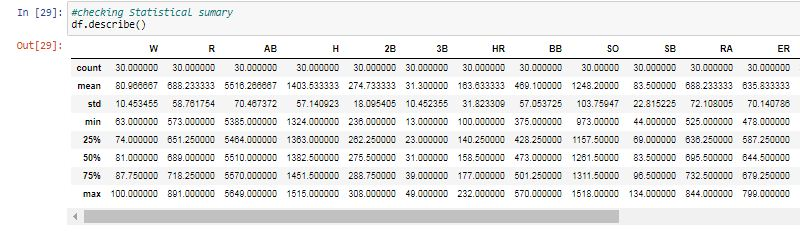 In [29]: #checking Statistical sumary
df.describe()
Out[29]:
W R AB H 2B 3B HR BB SO SB RA ER
count 30.000000 30.000000 30.000000 30.000000 30.000000 30.000000 30.000000 30.000000 30.00000 30.000000 30.000000 30.000000
mean 80.966667 688.233333 5516.266667 1403.533333 274.733333 31.300000 163.633333 469.100000 1248.20000 83.500000 688.233333 635.833333
std 10.453455 58.761754 70.467372 57.140923 18.095405 10.452355 31.823309 57.053725 103.75947 22.815225 72.108005 70.140786
min 63.000000 573.000000 5385.000000 1324.000000 236.000000 13.000000 100.000000 375.000000 973.00000 44.000000 525.000000 478.000000
25% 74.000000 651.250000 5464.000000 1363.000000 262.250000 23.000000 140.250000 428.250000 1157.50000 69.000000 636.250000 587.250000
50% 81.000000 689.000000 5510.000000 1382.500000 275.500000 31.000000 158.500000 473.000000 1261.50000 83.500000 695.500000 644.500000
75% 87.750000 718.250000 5570.000000 1451.500000 288.750000 39.000000 177.000000 501.250000 1311.50000 96.500000 732.500000 679.250000
max 100.000000 891.000000 5649.000000 1515.000000 308.000000 49.000000 232.000000 570.000000 1518.00000 134.000000 844.000000 799.000000